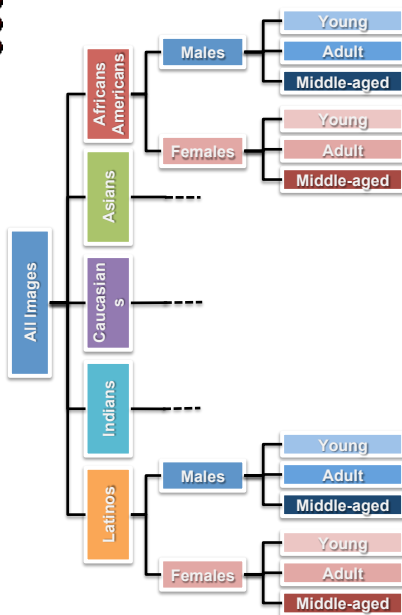 All Images
Africans
Americans
Males
Young
Adult
Middle-aged
Females
Young
Adult
Middle-aged
Asians
Caucasian
s
Indians
Latinos
Males
Young
Adult
Middle-aged
Females
Young
Adult
Middle-aged